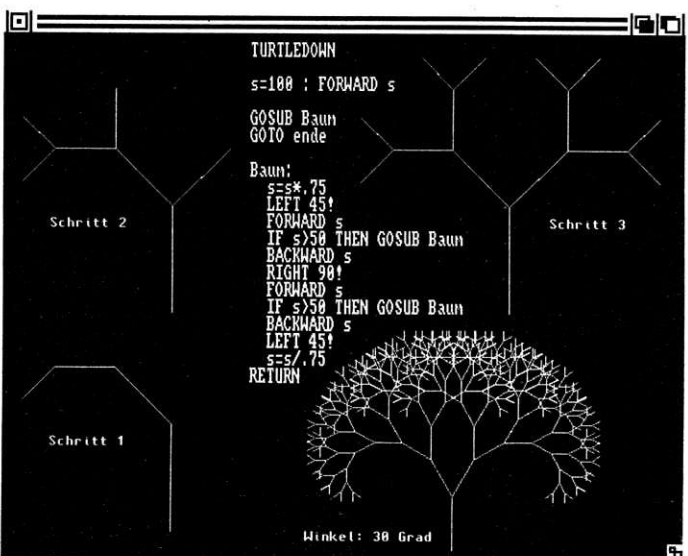 TURTLEDOWN
s=100 : FORWARD s
GOSUB Baum
GOTO ende
Baum:
s=s*.75
LEFT 45!
FORWARD s
IF s>50 THEN GOSUB Baum
BACKWARD s
RIGHT 90!
FORWARD s
IF s>50 THEN GOSUB Baum
BACKWARD s
LEFT 45!
s=s/.75
RETURN
Schritt 2
Schritt 3
Schritt 1
Winkel: 30 Grad